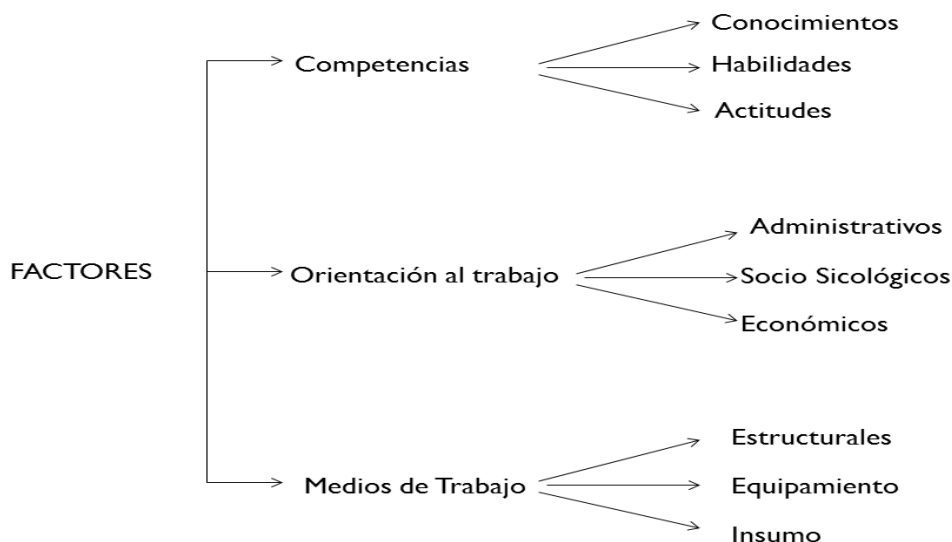 FACTORES
Competencias
Conocimientos
Habilidades
Actitudes
Orientación al trabajo
Administrativos
Socio Sicológicos
Económicos
Medios de Trabajo
Estructurales
Equipamiento
Insumo